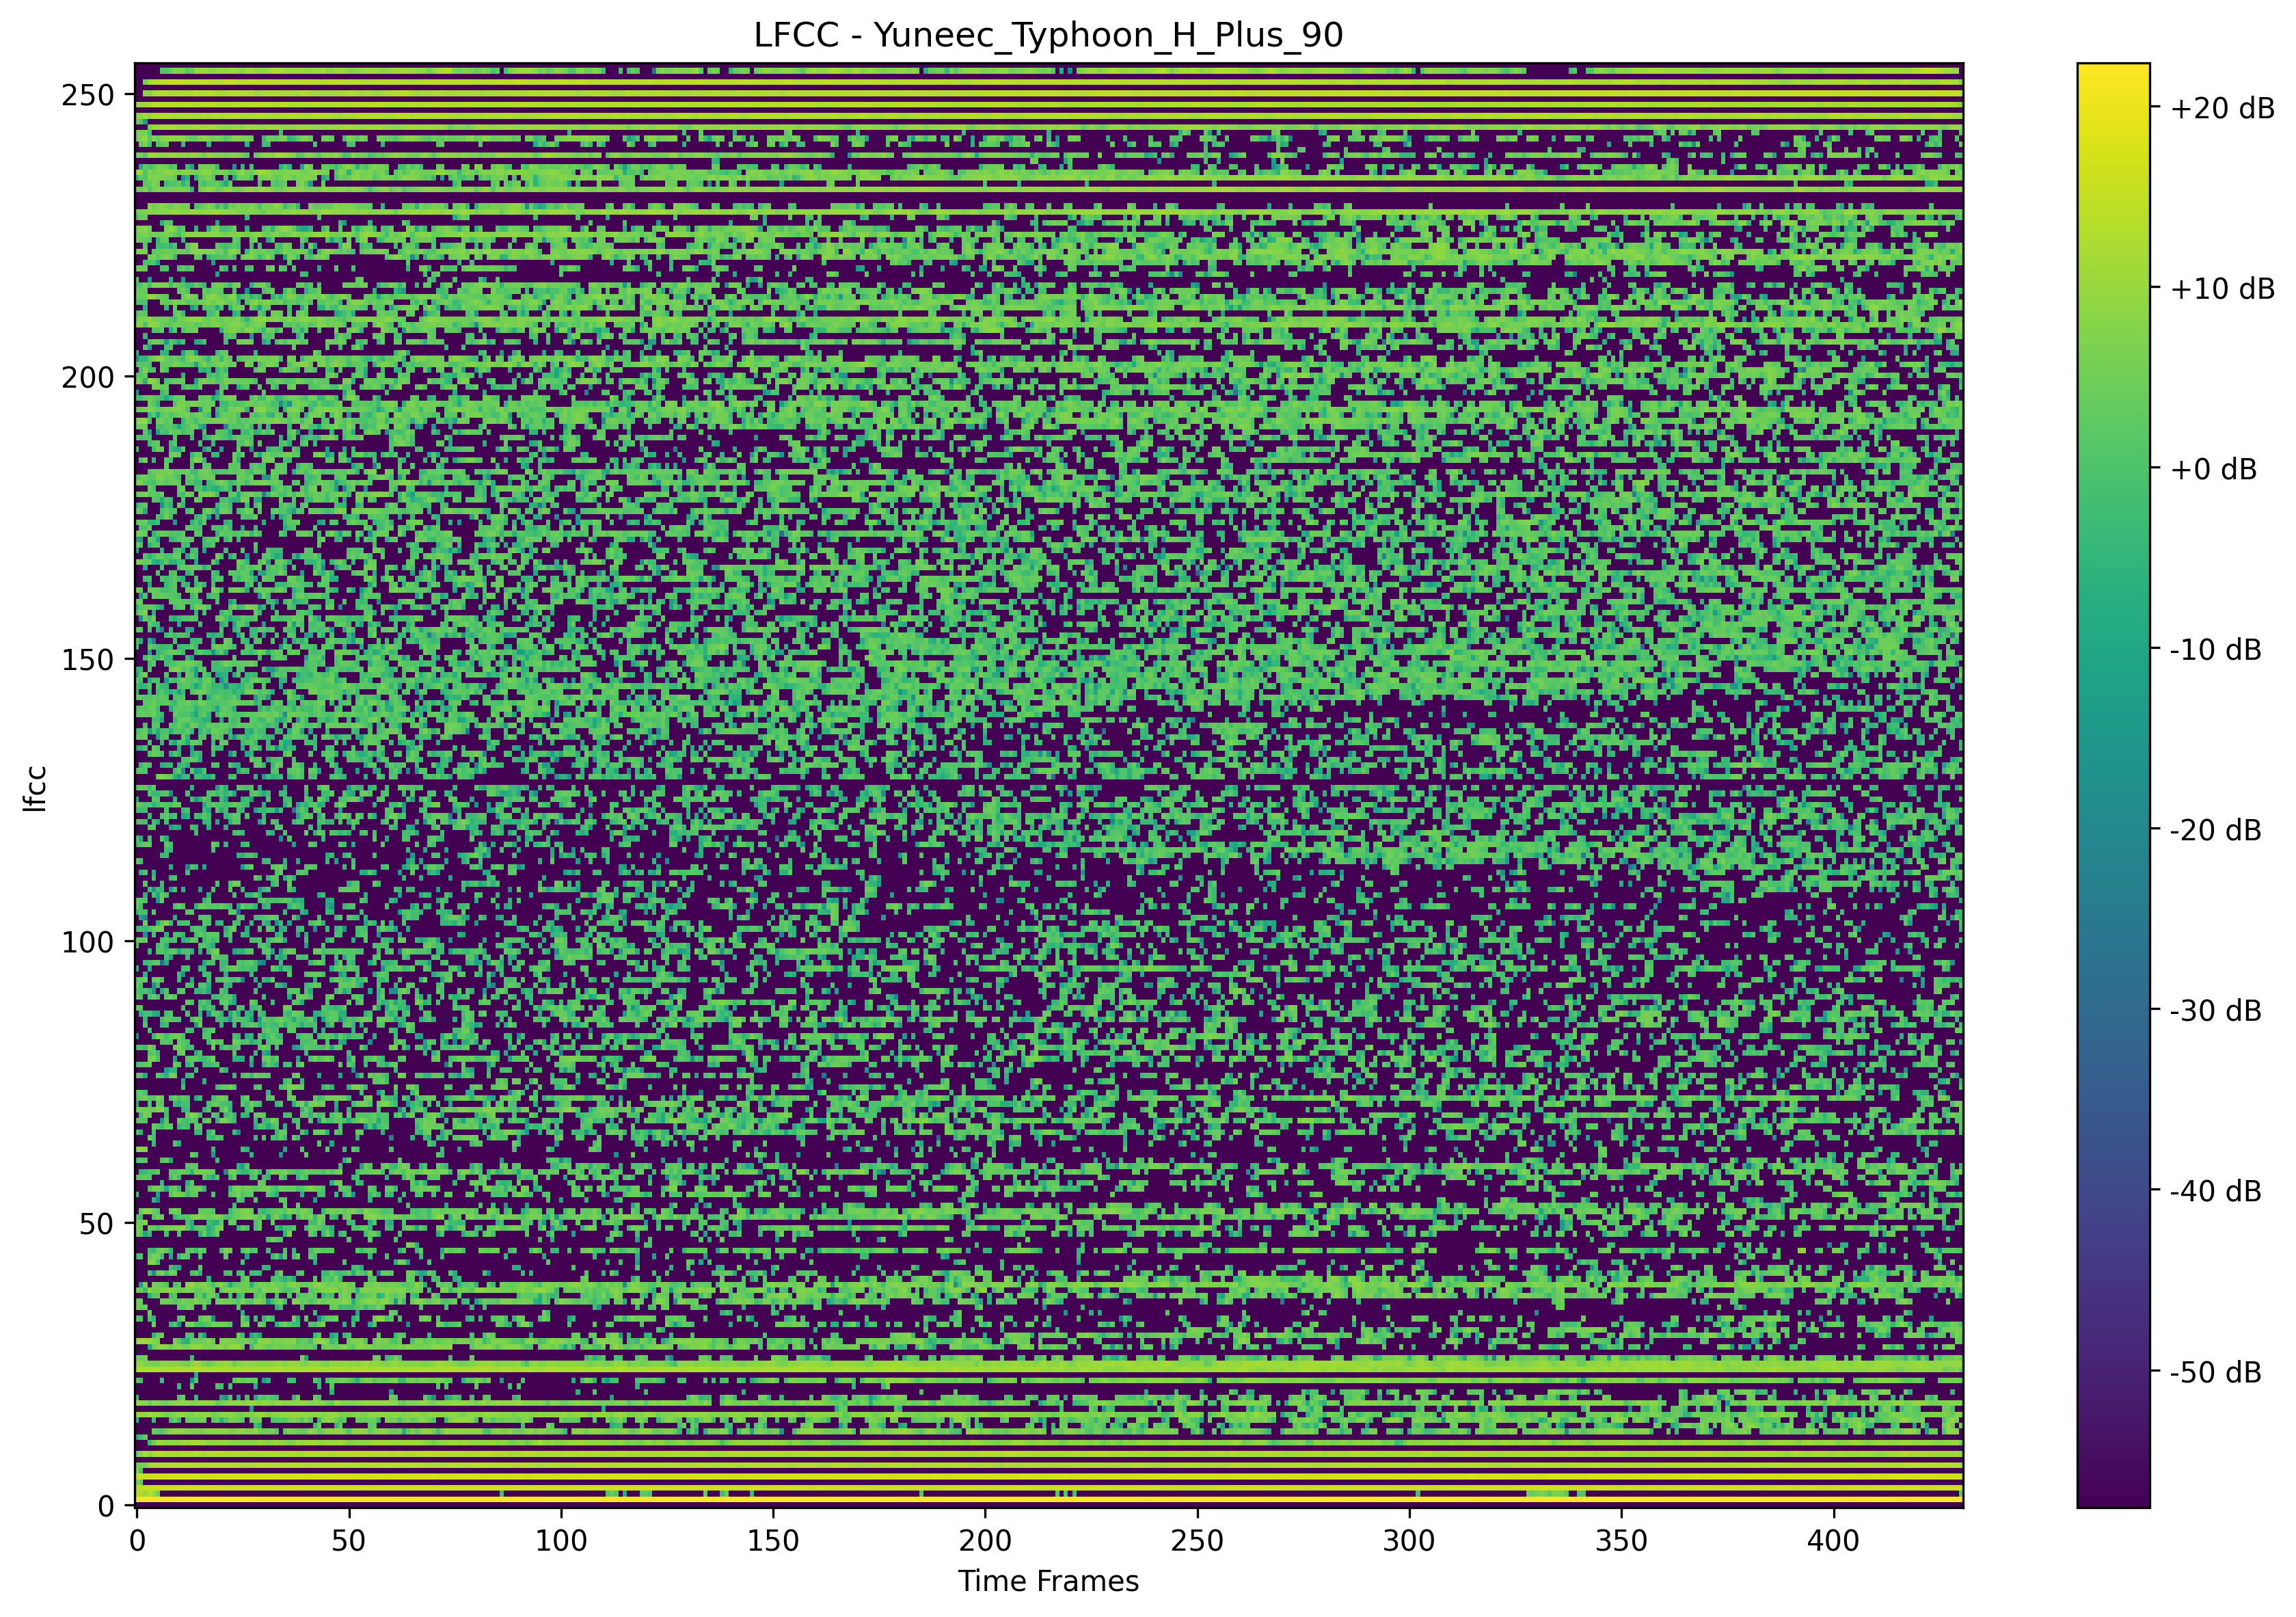 LFCC - Yuneec_Typhoon_H_Plus_90
250
200
150
100
50
0
lfcc
0 50 100 150 200 250 300 350 400
Time Frames
+20 dB
+10 dB
+0 dB
-10 dB
-20 dB
-30 dB
-40 dB
-50 dB